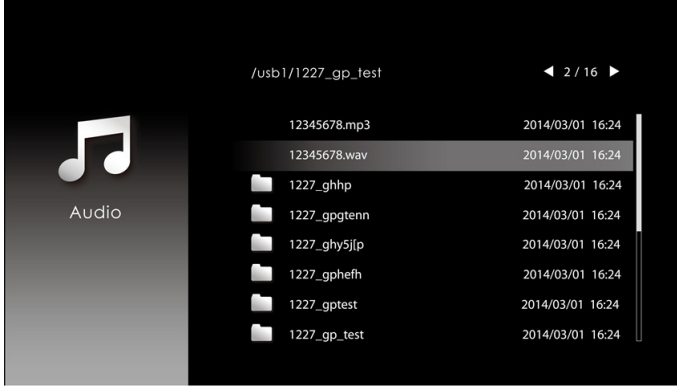 /usb1/1227_gp_test ◀ 2 / 16 ▶
12345678.mp3 2014/03/01 16:24
12345678.wav 2014/03/01 16:24
1227_ghhp 2014/03/01 16:24
Audio
1227_gpgtenn 2014/03/01 16:24
1227_ghy5j[p 2014/03/01 16:24
1227_gphefh 2014/03/01 16:24
1227_gptest 2014/03/01 16:24
1227_gp_test 2014/03/01 16:24